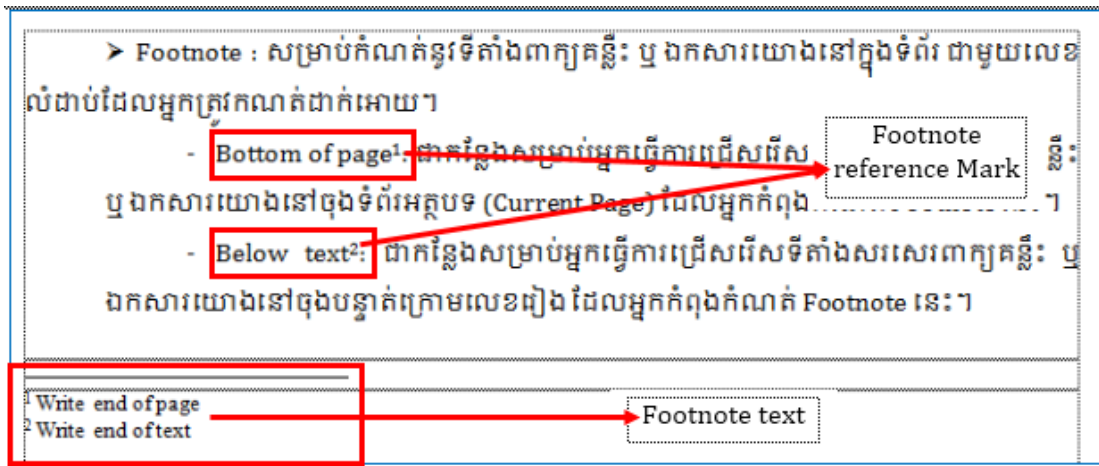 ➤ Footnote : សម្រាប់កំណត់នូវទីតាំងពាក្យគន្លឹះ ឬ ឯកសារយោងនៅក្នុងទំព័រ ជាមួយលេខ
លំដាប់ដែលអ្នកត្រូវកណត់ដាក់អោយ។
- Bottom of page¹: ជាកន្លែងសម្រាប់អ្នកធ្វើការជ្រើសរើស
Footnote
reference Mark
ឬ ឯកសារយោងនៅចុងទំព័រអត្ថបទ (Current Page) ដែលអ្នកកំពុង
- Below text²: ជាកន្លែងសម្រាប់អ្នកធ្វើការជ្រើសរើសទីតាំងសរសេរពាក្យគន្លឹះ ឬ
ឯកសារយោងនៅចុងបន្ទាត់ក្រោមលេខរៀង ដែលអ្នកកំពុងកំណត់ Footnote នេះ។
¹ Write end of page
² Write end of text
Footnote text